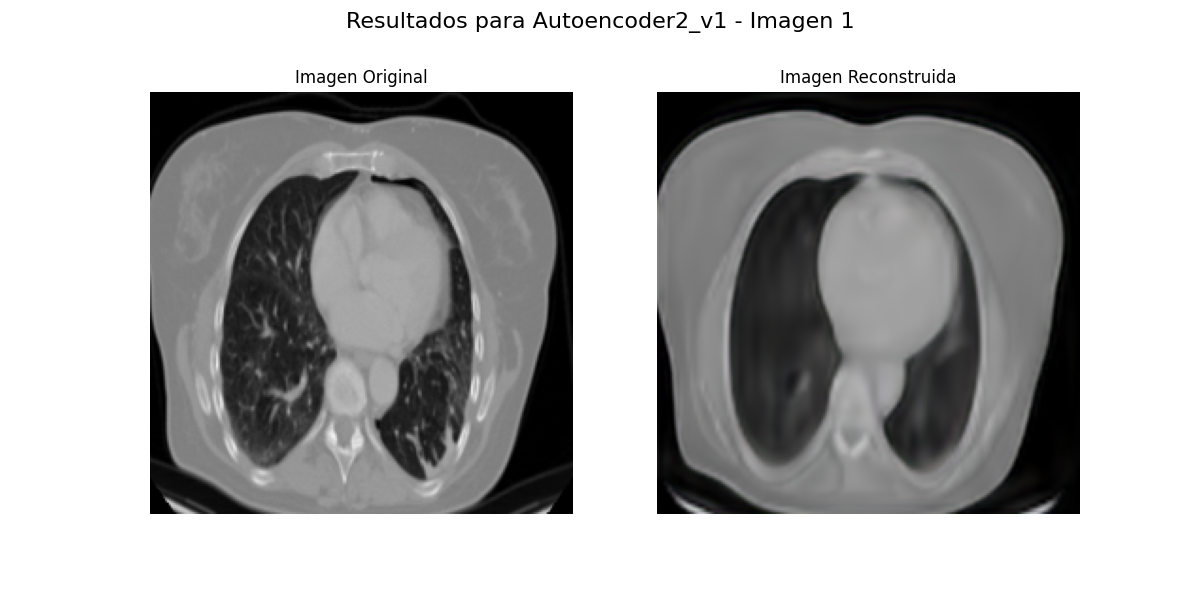 Resultados para Autoencoder2_v1 - Imagen 1
Imagen Original
Imagen Reconstruida